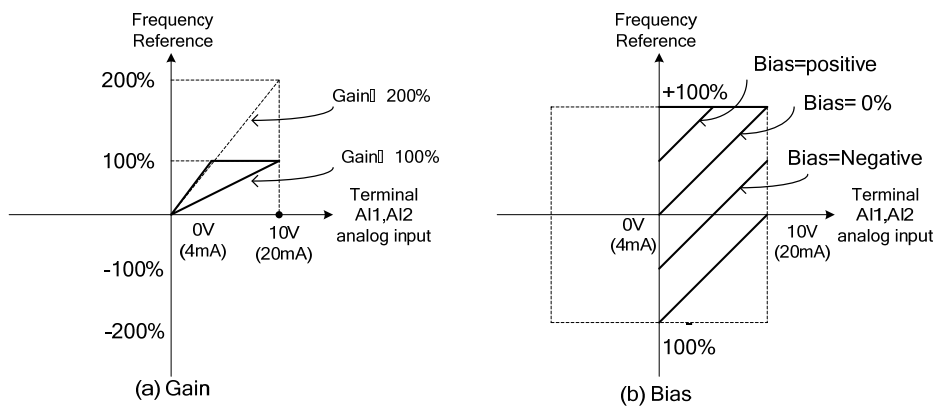 Frequency
Reference
200%
Gain▯ 200%
100%
Gain▯ 100%
Terminal
AI1,AI2
analog input
0V
(4mA)
10V
(20mA)
-100%
-200%
(a) Gain
Frequency
Reference
Bias=positive
+100%
Bias= 0%
Bias=Negative
Terminal
AI1,AI2
analog input
0V
(4mA)
10V
(20mA)
-
100%
(b) Bias